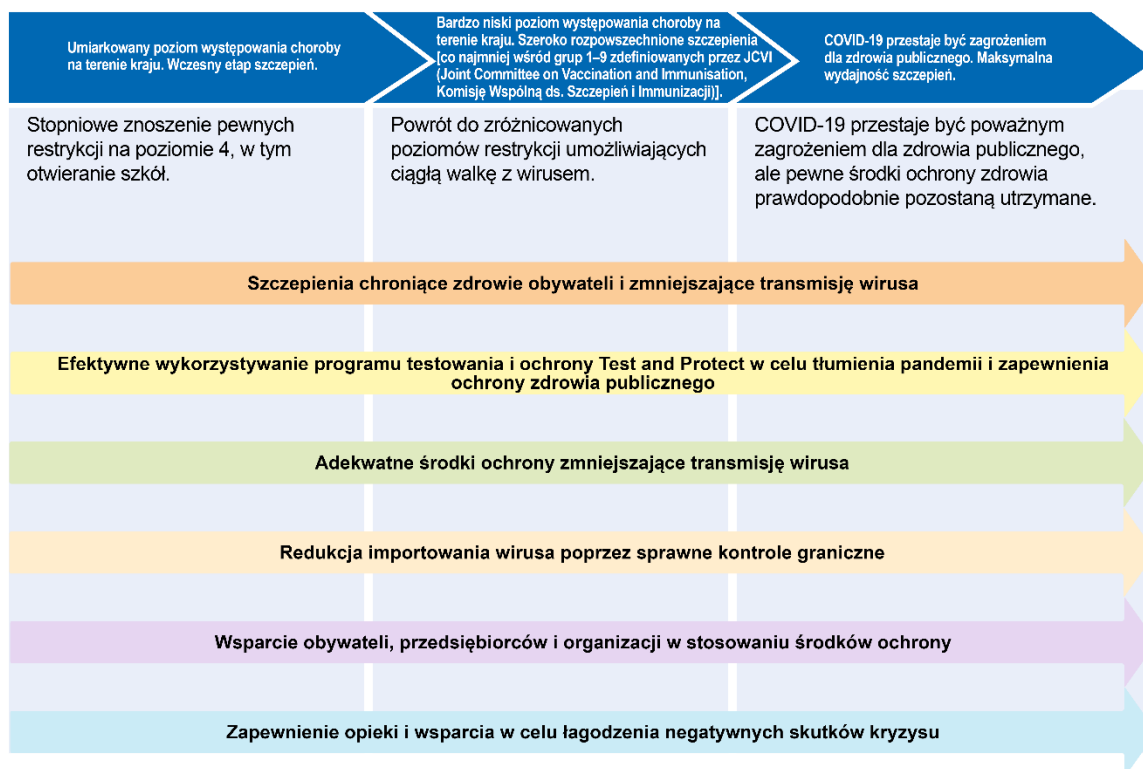 Umiarkowany poziom występowania choroby
na terenie kraju. Wczesny etap szczepień.
Bardzo niski poziom występowania choroby na
terenie kraju. Szeroko rozpowszechnione szczepienia
[co najmniej wśród grup 1–9 zdefiniowanych przez JCVI
(Joint Committee on Vaccination and Immunisation,
Komisję Wspólną ds. Szczepień i Immunizacji)].
COVID-19 przestaje być zagrożeniem
dla zdrowia publicznego. Maksymalna
wydajność szczepień.
Stopniowe znoszenie pewnych
restrykcji na poziomie 4, w tym
otwieranie szkół.
Powrót do zróżnicowanych
poziomów restrykcji umożliwiających
ciągłą walkę z wirusem.
COVID-19 przestaje być poważnym
zagrożeniem dla zdrowia publicznego,
ale pewne środki ochrony zdrowia
prawdopodobnie pozostaną utrzymane.
Szczepienia chroniące zdrowie obywateli i zmniejszające transmisję wirusa
Efektywne wykorzystywanie programu testowania i ochrony Test and Protect w celu tłumienia pandemii i zapewnienia
ochrony zdrowia publicznego
Adekwatne środki ochrony zmniejszające transmisję wirusa
Redukcja importowania wirusa poprzez sprawne kontrole graniczne
Wsparcie obywateli, przedsiębiorców i organizacji w stosowaniu środków ochrony
Zapewnienie opieki i wsparcia w celu łagodzenia negatywnych skutków kryzysu